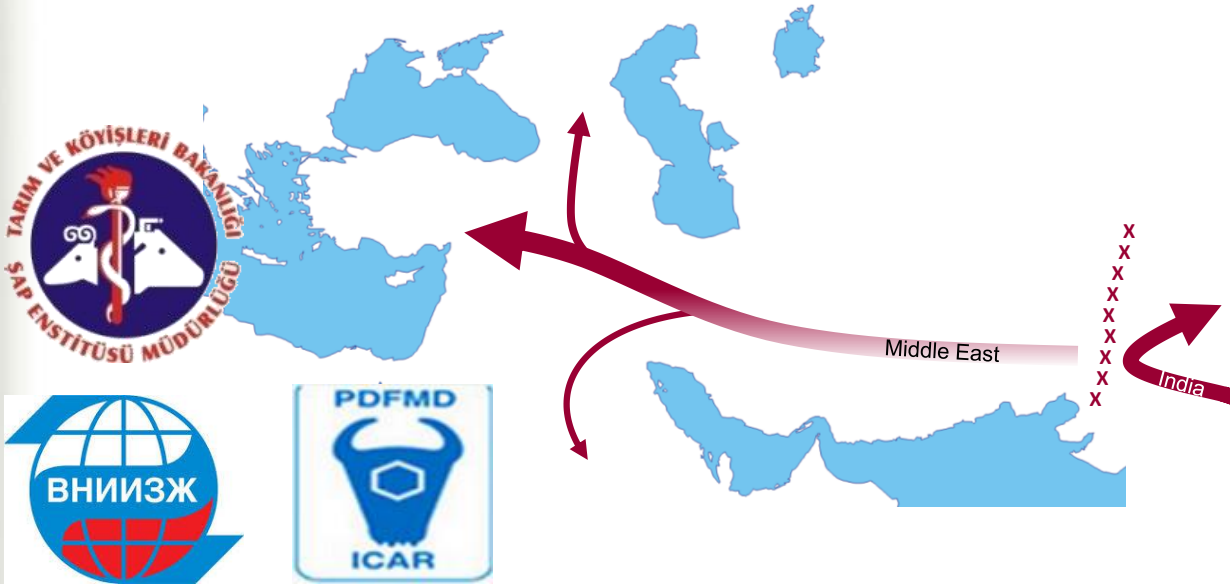 TARIM VE KÖYİŞLERİ BAKANLIĞI
ŞAP ENSTİTÜSÜ MÜDÜRLÜĞÜ
ВНИИЗЖ
PDFMD
ICAR
Middle East
India
X
X
X
X
X
X
X
X
X